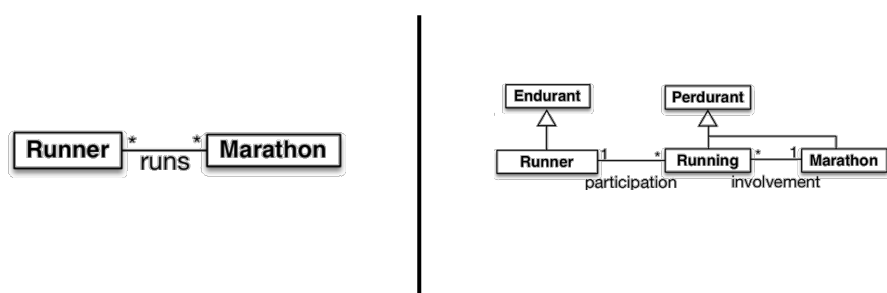 Runner * * Marathon
runs
Endurant Perdurant
Runner 1 * Running * 1 Marathon
participation involvement